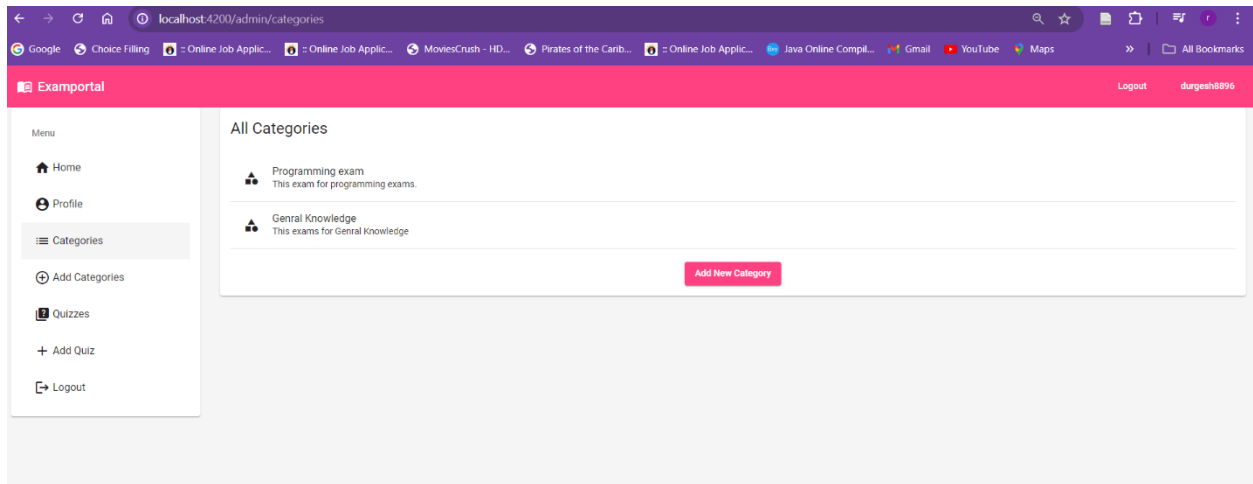 localhost:4200/admin/categories
Google Choice Filling :: Online Job Applic... :: Online Job Applic... MoviesCrush - HD... Pirates of the Carib... :: Online Job Applic... Java Online Compil... Gmail YouTube Maps » All Bookmarks
Examportal Logout durgesh8896
Menu
Home
Profile
Categories
Add Categories
Quizzes
Add Quiz
Logout
All Categories
Programming exam
This exam for programming exams.
Genral Knowledge
This exams for Genral Knowledge
Add New Category